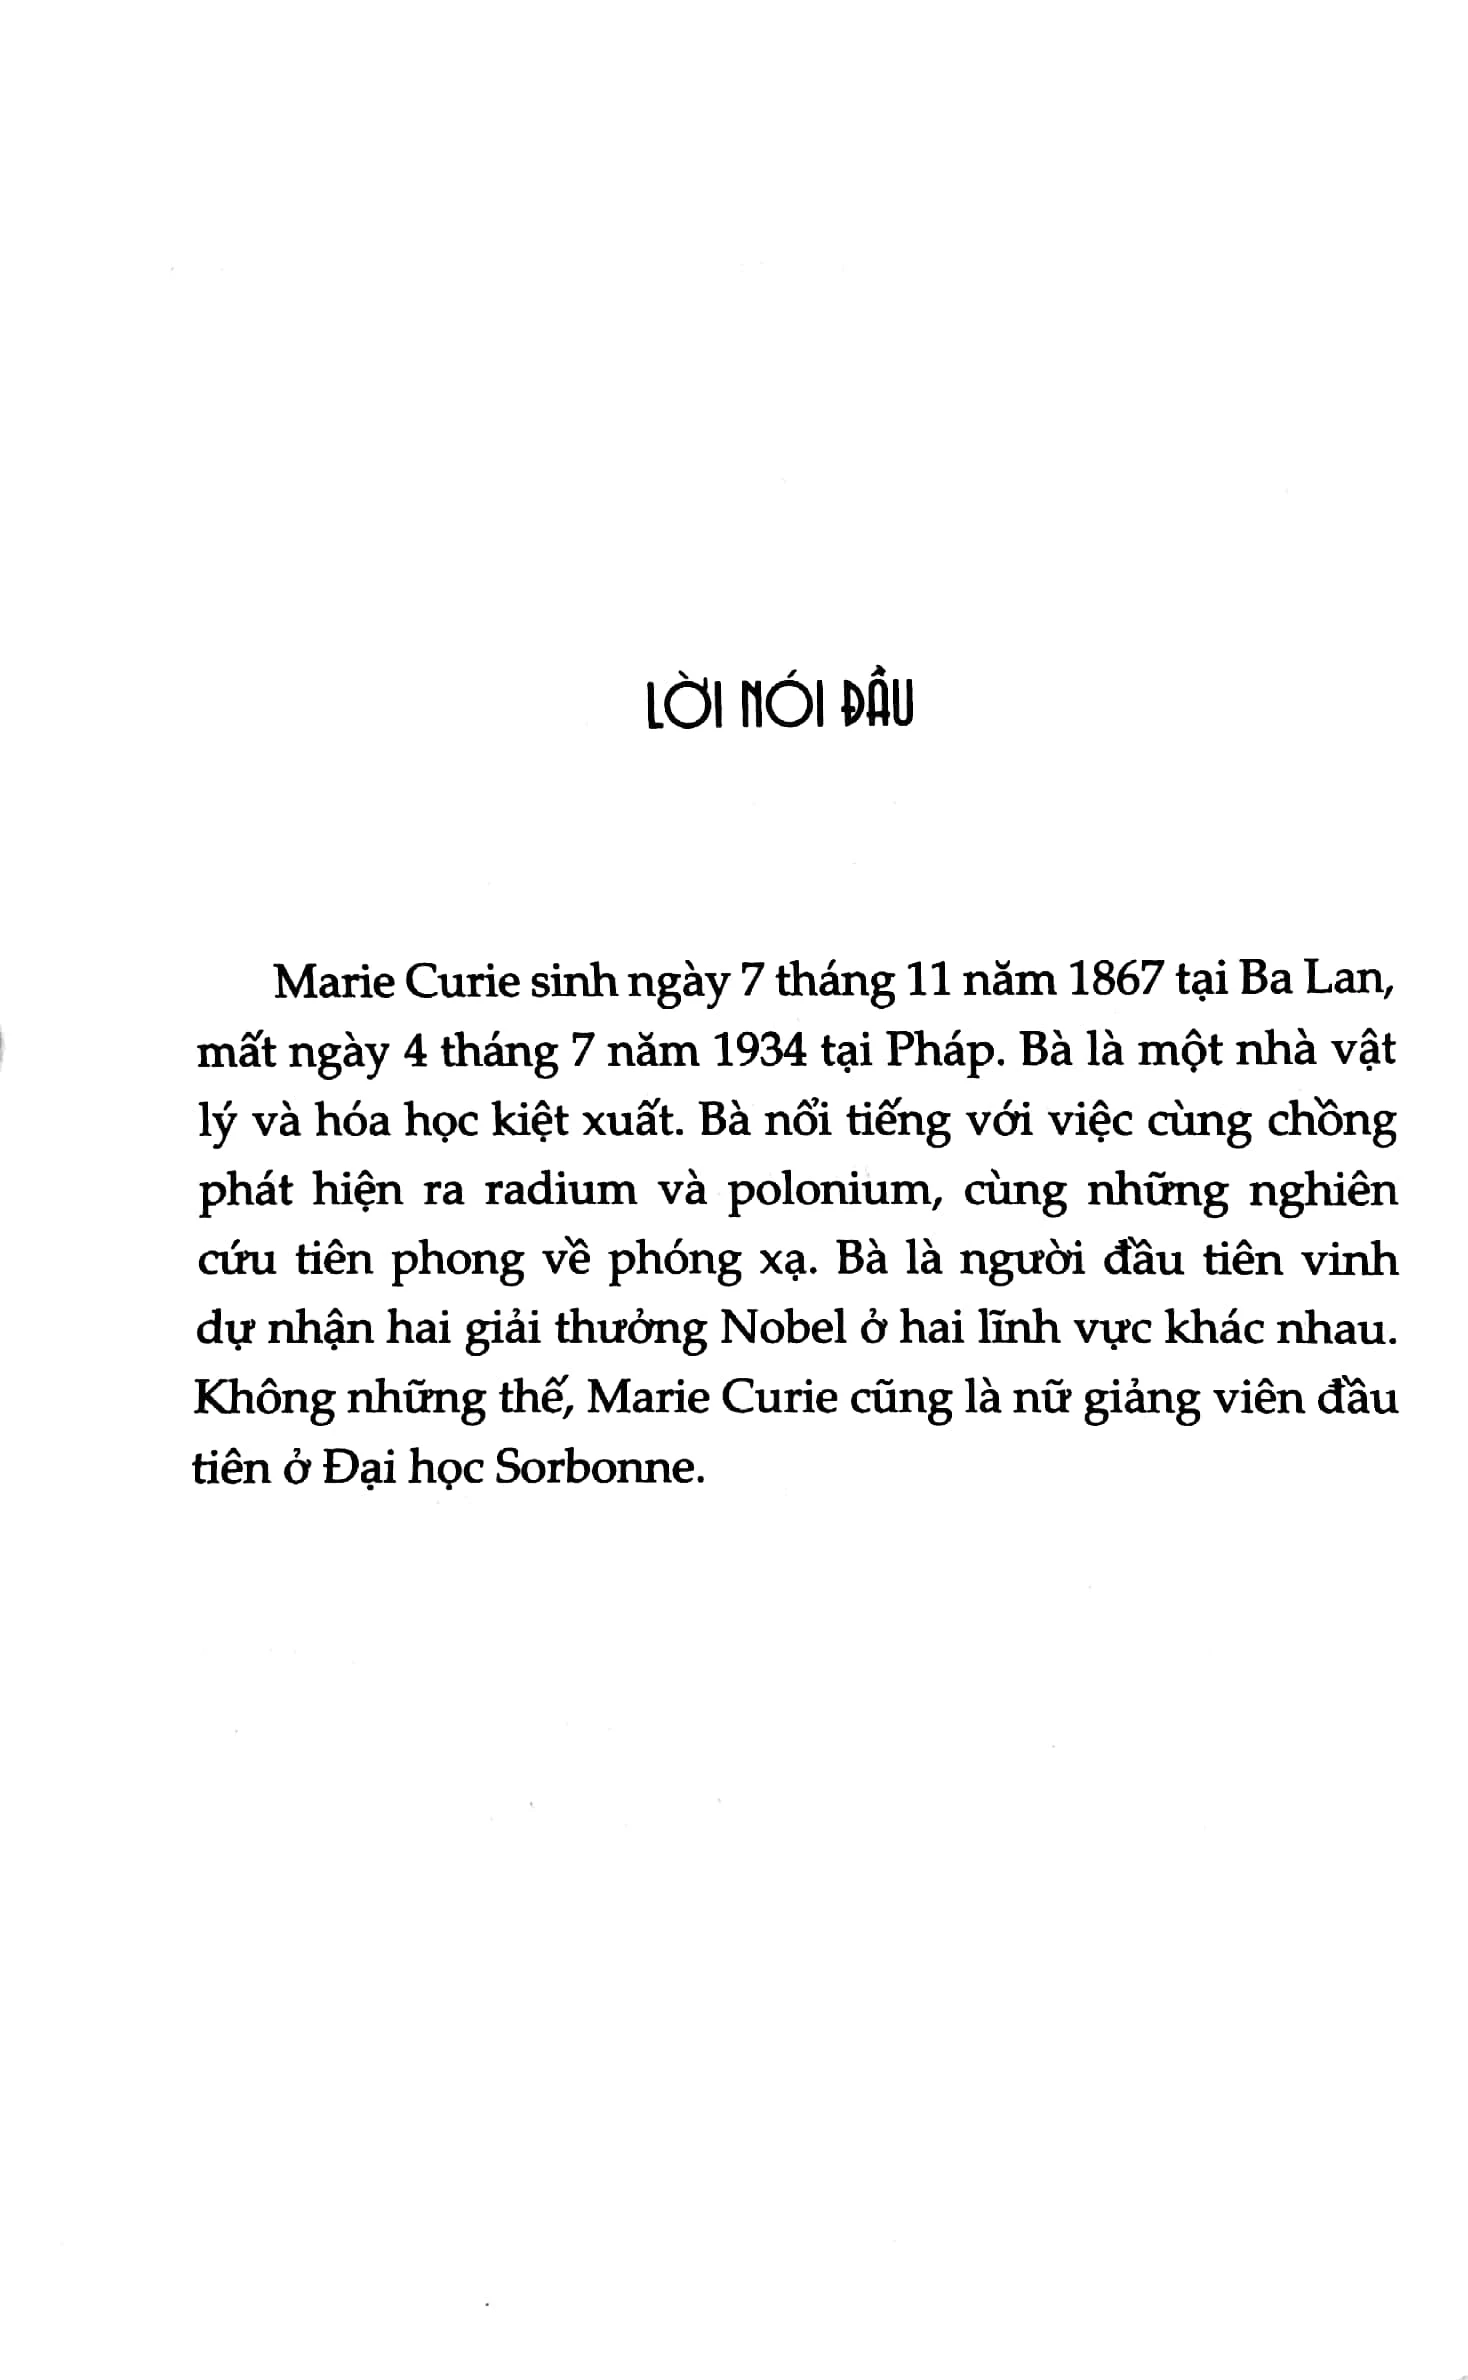 LỜI NÓI ĐẦU
Marie Curie sinh ngày 7 tháng 11 năm 1867 tại Ba Lan,
mất ngày 4 tháng 7 năm 1934 tại Pháp. Bà là một nhà vật
lý và hóa học kiệt xuất. Bà nổi tiếng với việc cùng chồng
phát hiện ra radium và polonium, cùng những nghiên
cứu tiên phong về phóng xạ. Bà là người đầu tiên vinh
dự nhận hai giải thưởng Nobel ở hai lĩnh vực khác nhau.
Không những thế, Marie Curie cũng là nữ giảng viên đầu
tiên ở Đại học Sorbonne.